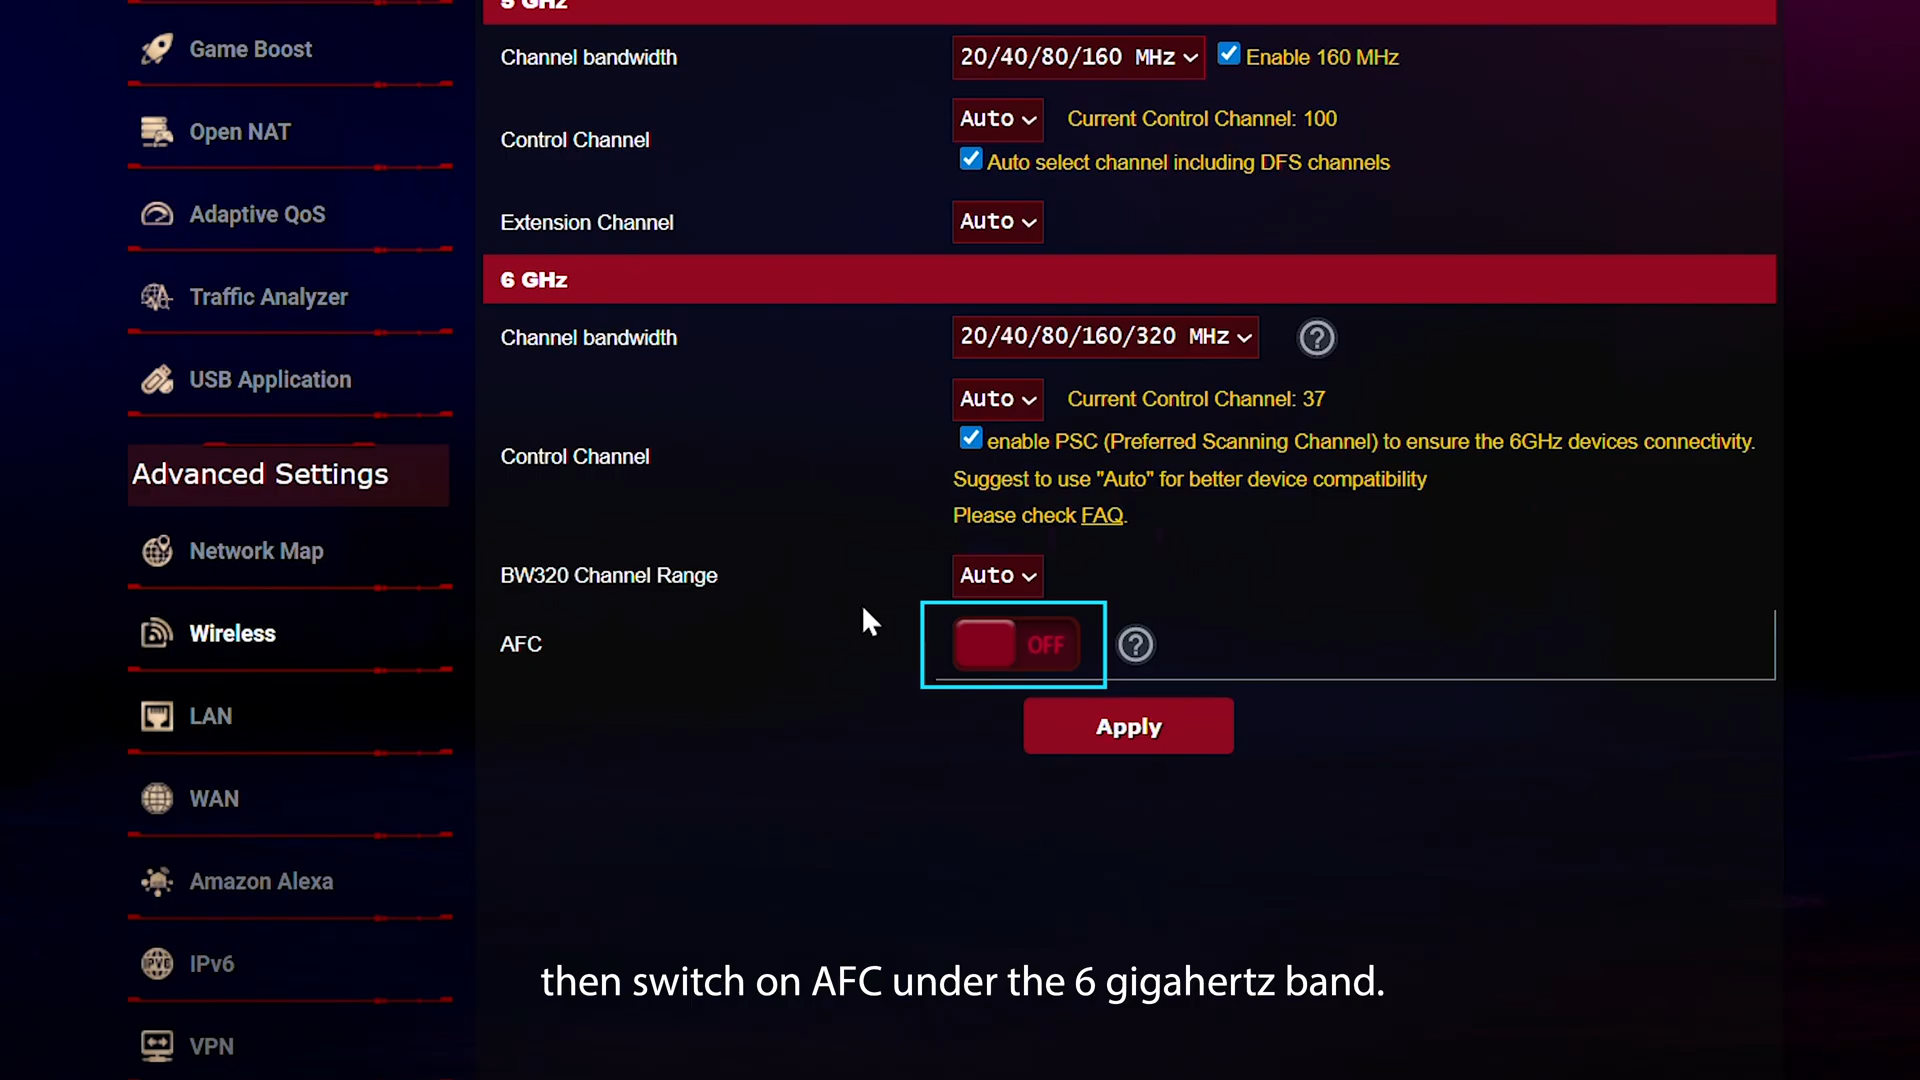 5 GHz
Game Boost
Channel bandwidth
20/40/80/160 MHz
Enable 160 MHz
Open NAT
Control Channel
Auto
Current Control Channel: 100
Auto select channel including DFS channels
Adaptive QoS
Extension Channel
Auto
6 GHz
Traffic Analyzer
Channel bandwidth
20/40/80/160/320 MHz
?
USB Application
Control Channel
Auto
Current Control Channel: 37
enable PSC (Preferred Scanning Channel) to ensure the 6GHz devices connectivity.
Suggest to use "Auto" for better device compatibility
Please check FAQ.
Advanced Settings
Network Map
BW320 Channel Range
Auto
Wireless
AFC
OFF
?
LAN
Apply
WAN
Amazon Alexa
IPV6
IPv6
then switch on AFC under the 6 gigahertz band.
VPN